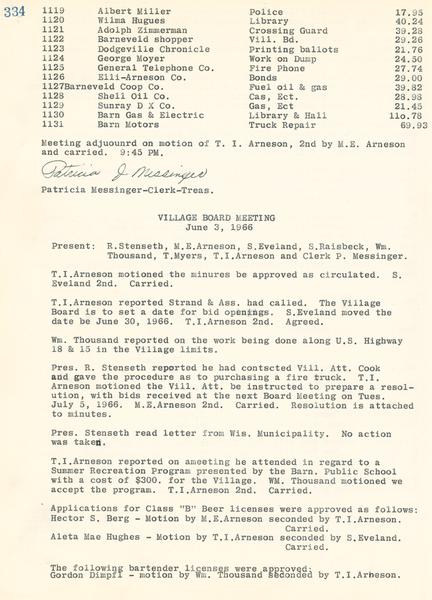 334
1119 Albert Miller Police 17.95
1120 Wilma Hugues Library 40.24
1121 Adolph Zimmerman Crossing Guard 39.28
1122 Barneveld shopper Vill. Bd. 29.26
1123 Dodgeville Chronicle Printing ballots 21.76
1124 George Moyer Work on Dump 24.50
1125 General Telephone Co. Fire Phone 27.74
1126 Elli-Arneson Co. Bonds 29.00
1127Barneveld Coop Co. Fuel oil & gas 39.82
1128 Shell Oil Co. Cas, Ect. 28.98
1129 Sunray D X Co. Gas, Ect 21.45
1130 Barn Gas & Electric Library & Hall 11o.78
1131 Barn Motors Truck Repair 69.93
Meeting adjuounrd on motion of T. I. Arneson, 2nd by M.E. Arneson
and carried. 9:45 PM.
Patricia J Messinger
Patricia Messinger-Clerk-Treas.
VILLAGE BOARD MEETING
June 3, 1966
Present: R.Stenseth, M.E.Arneson, S.Eveland, S.Raisbeck, Wm.
Thousand, T.Myers, T.I.Arneson and Clerk P. Messinger.
T.I.Arneson motioned the minures be approved as circulated. S.
Eveland 2nd. Carried.
T.I.Arneson reported Strand & Ass. had called. The Village
Board is to set a date for bid openings. S.Eveland moved the
date be June 30, 1966. T.I.Arneson 2nd. Agreed.
Wm. Thousand reported on the work being done along U.S. Highway
18 & 15 in the Village limits.
Pres. R. Stenseth reported he had contscted Vill. Att. Cook
and gave the procedure as to purchasing a fire truck. T.I.
Arneson motioned the Vill. Att. be instructed to prepare a resol-
ution, with bids received at the next Board Meeting on Tues.
July 5, 1966. M.E.Arneson 2nd. Carried. Resolution is attached
to minutes.
Pres. Stenseth read letter from Wis. Municipality. No action
was taken.
T.I.Arneson reported on ameeting he attended in regard to a
Summer Recreation Program presented by the Barn. Public School
with a cost of $300. for the Village. WM. Thousand motioned we
accept the program. T.I.Arneson 2nd. Carried.
Applications for Class "B" Beer licenses were approved as follows:
Hector S. Berg - Motion by M.E.Arneson seconded by T.I.Arneson.
Carried.
Aleta Mae Hughes - Motion by T.I.Arneson seconded by S.Eveland.
Carried.
The following bartender licenses were approved:
Gordon Dimpfl - motion by Wm. Thousand seconded by T.I.Arneson.